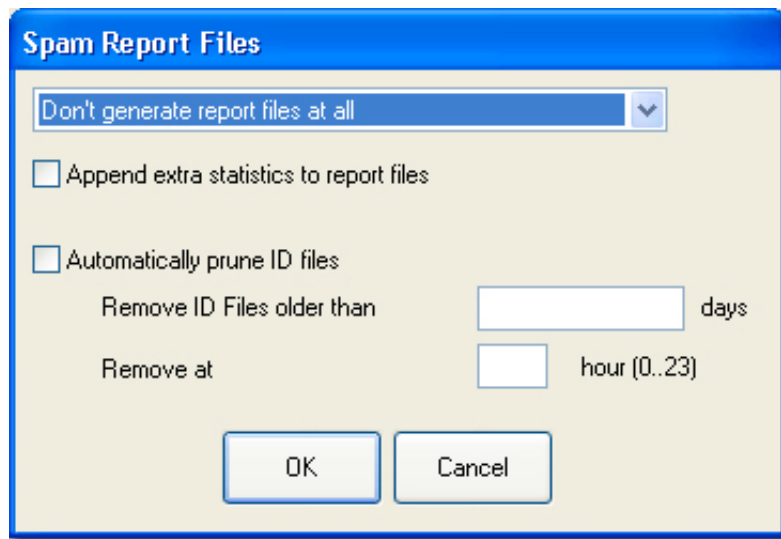 Spam Report Files
Don't generate report files at all
Append extra statistics to report files
Automatically prune ID files
Remove ID Files older than days
Remove at hour (0..23)
OK Cancel